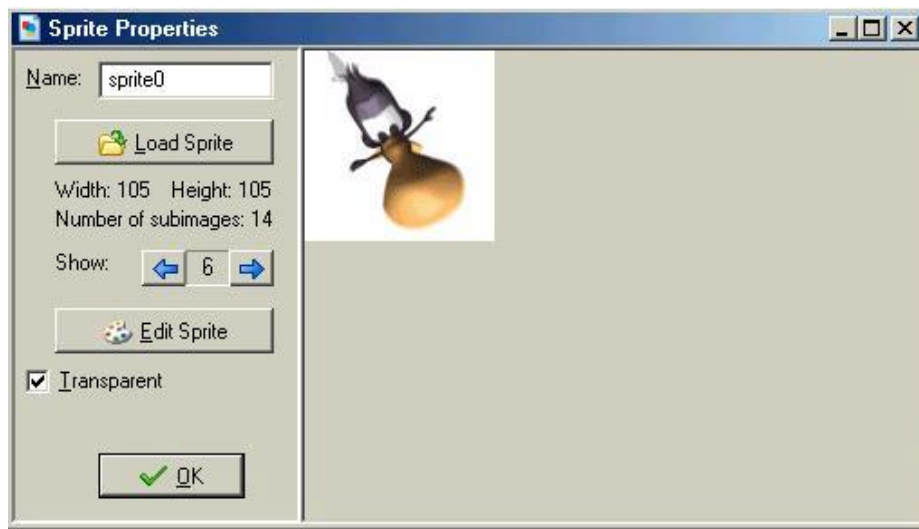 Sprite Properties
Name: sprite0
Load Sprite
Width: 105 Height: 105
Number of subimages: 14
Show: 6
Edit Sprite
Transparent
OK